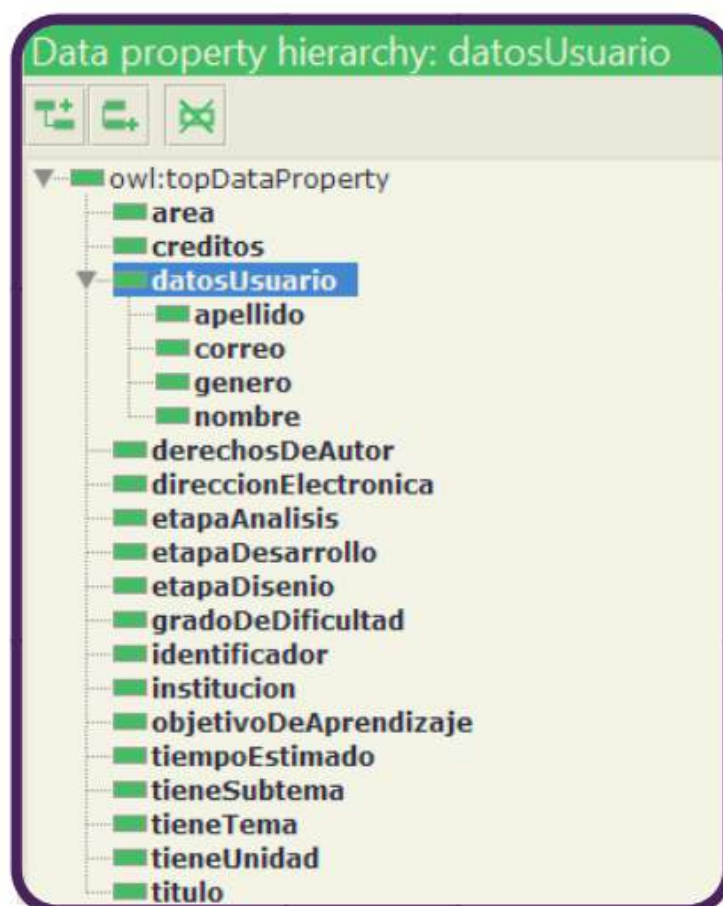 Data property hierarchy: datosUsuario
owl:topDataProperty
area
creditos
datosUsuario
apellido
correo
genero
nombre
derechosDeAutor
direccionElectronica
etapaAnalisis
etapaDesarrollo
etapaDisenio
gradoDeDificultad
identificador
institucion
objetivoDeAprendizaje
tiempoEstimado
tieneSubtema
tieneTema
tieneUnidad
titulo